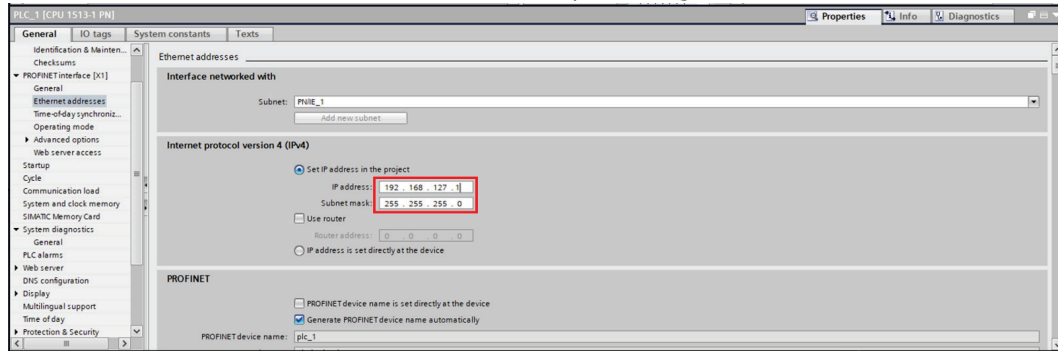 PLC_1 [CPU 1513-1 PN]
Properties Info Diagnostics
General IO tags System constants Texts
Identification & Mainten...
Checksums
PROFINET interface [X1]
General
Ethernet addresses
Time-of-day synchroniz...
Operating mode
Advanced options
Web server access
Startup
Cycle
Communication load
System and clock memory
SIMATIC Memory Card
System diagnostics
General
PLC alarms
Web server
DNS configuration
Display
Multilingual support
Time of day
Protection & Security
Ethernet addresses
Interface networked with
Subnet: PN/IE_1
Add new subnet
Internet protocol version 4 (IPv4)
Set IP address in the project
IP address: 192 . 168 . 127 . 1
Subnet mask: 255 . 255 . 255 . 0
Use router
Router address: 0 . 0 . 0 . 0
IP address is set directly at the device
PROFINET
PROFINET device name is set directly at the device
Generate PROFINET device name automatically
PROFINET device name: plc_1